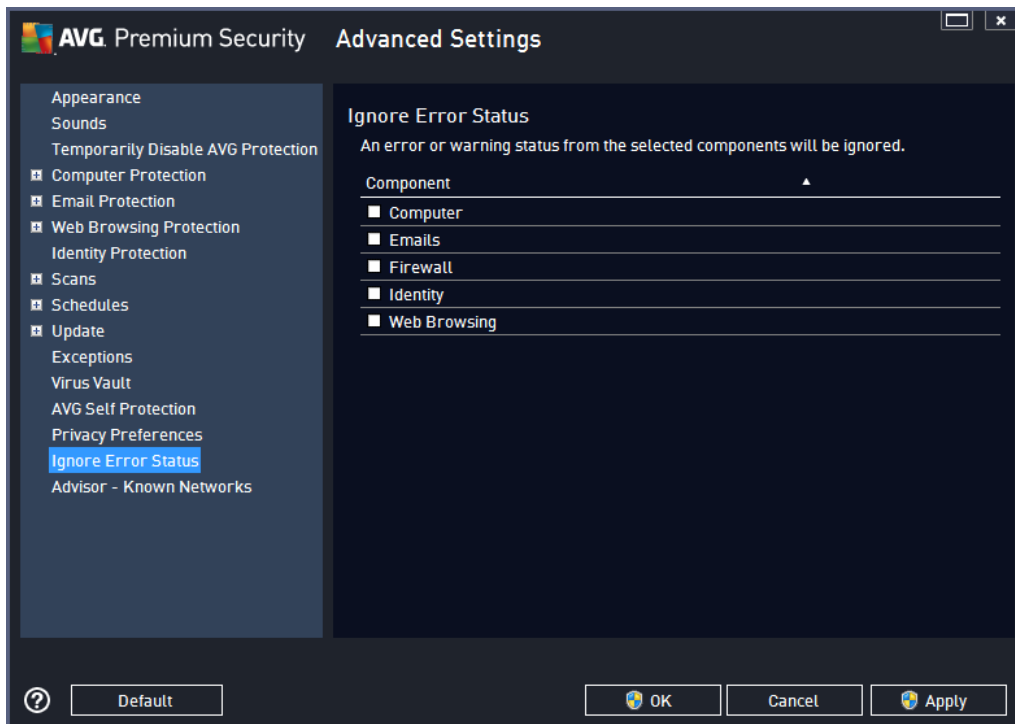 AVG. Premium Security
Advanced Settings
Appearance
Sounds
Temporarily Disable AVG Protection
Computer Protection
Email Protection
Web Browsing Protection
Identity Protection
Scans
Schedules
Update
Exceptions
Virus Vault
AVG Self Protection
Privacy Preferences
Ignore Error Status
Advisor - Known Networks
Ignore Error Status
An error or warning status from the selected components will be ignored.
Component
Computer
Emails
Firewall
Identity
Web Browsing
Default
OK
Cancel
Apply